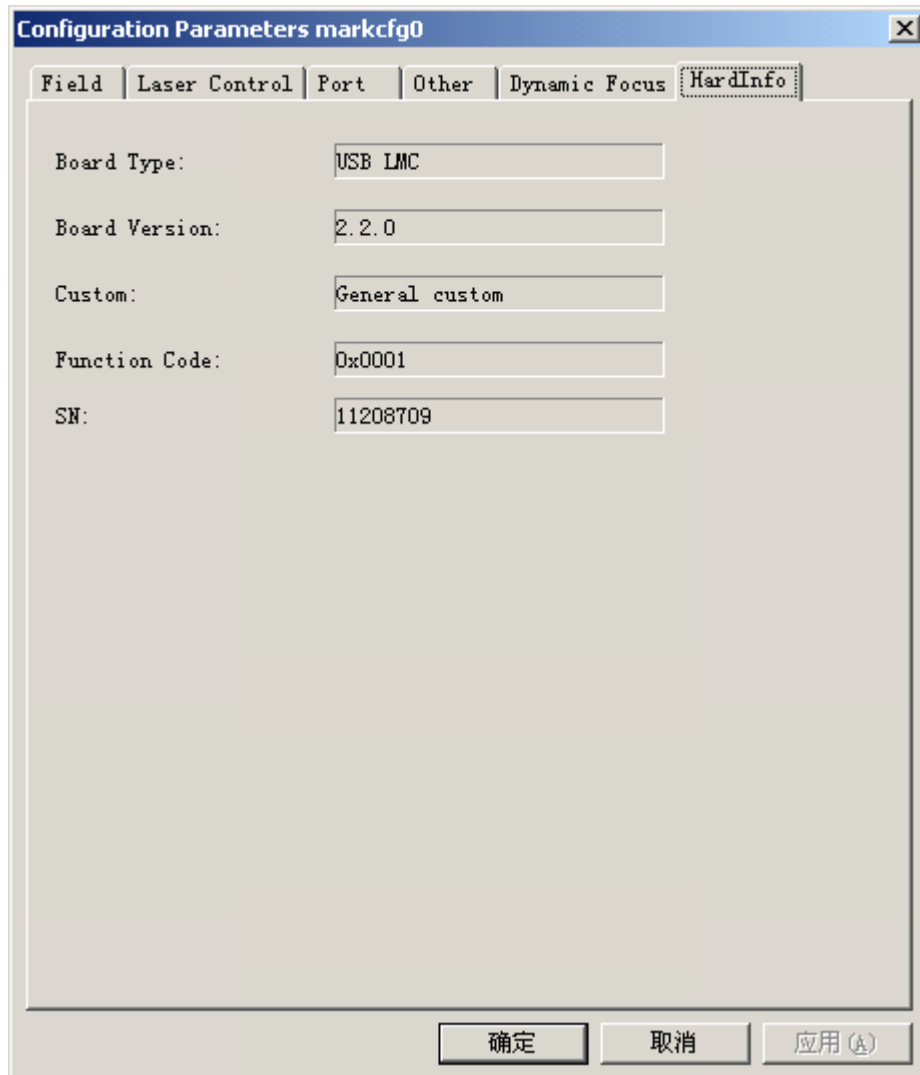 Configuration Parameters markcfg0
Field Laser Control Port Other Dynamic Focus HardInfo
Board Type: USB LMC
Board Version: 2.2.0
Custom: General custom
Function Code: 0x0001
SN: 11208709
确定 取消 应用(A)